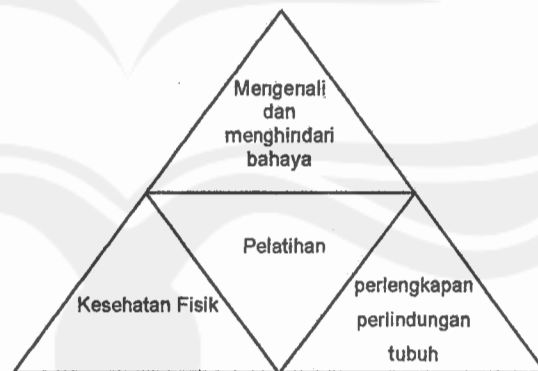 Mengenali
dan
menghindari
bahaya
Pelatihan
Kesehatan Fisik
perlengkapan
perlindungan
tubuh